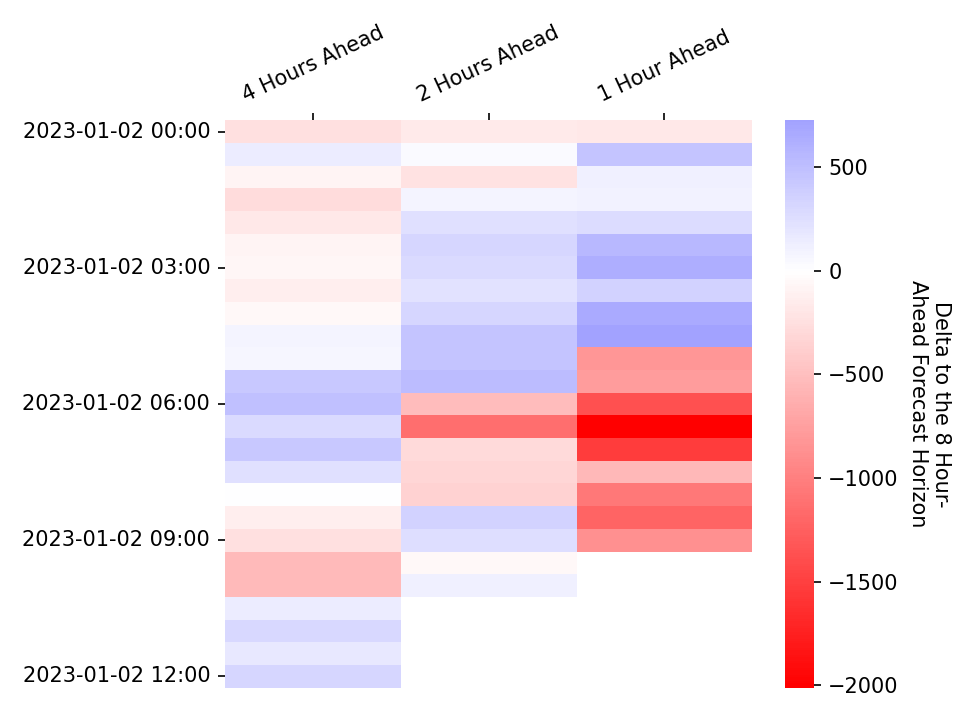 4 Hours Ahead
2 Hours Ahead
1 Hour Ahead
2023-01-02 00:00
2023-01-02 03:00
2023-01-02 06:00
2023-01-02 09:00
2023-01-02 12:00
500
0
−500
−1000
−1500
−2000
Delta to the 8 Hour-
Ahead Forecast Horizon